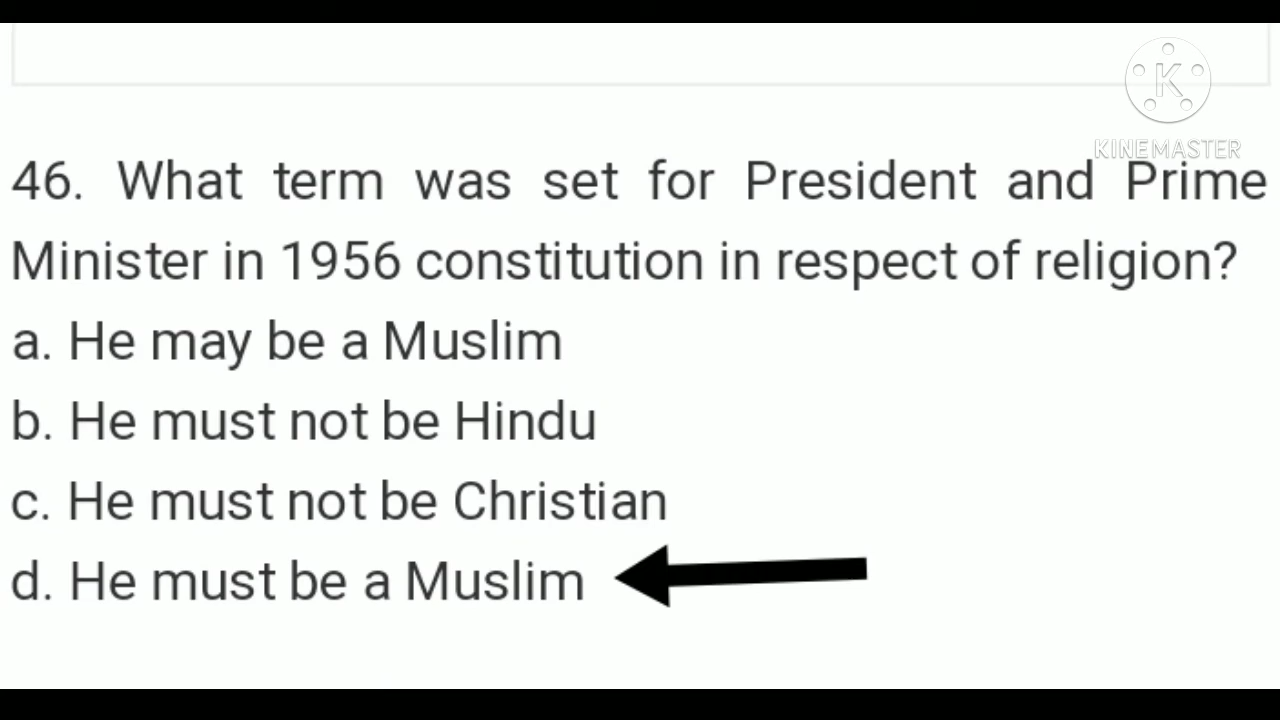 K
KINEMASTER
46. What term was set for President and Prime
Minister in 1956 constitution in respect of religion?
a. He may be a Muslim
b. He must not be Hindu
c. He must not be Christian
d. He must be a Muslim